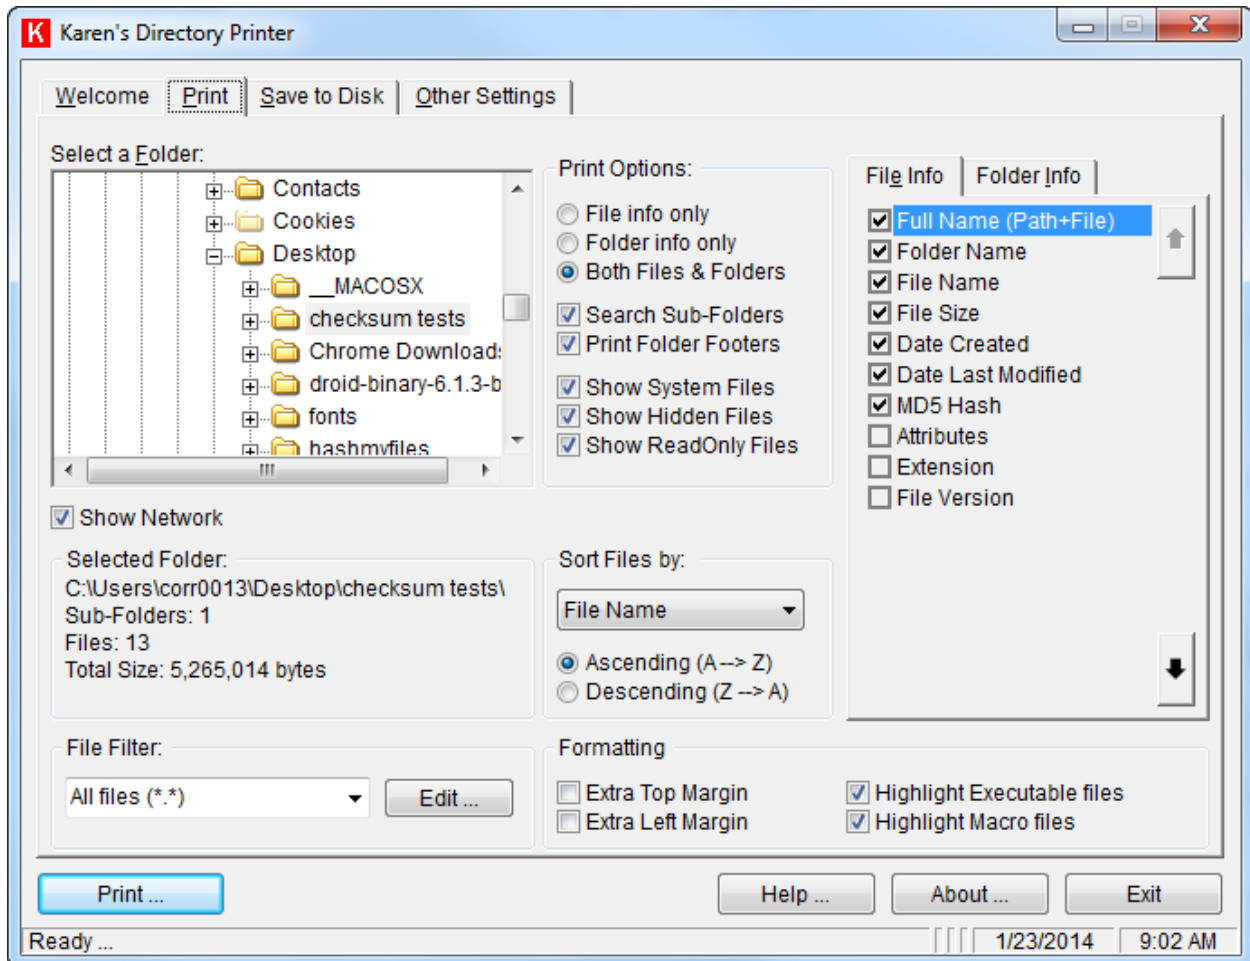 Karen's Directory Printer
Welcome
Print
Save to Disk
Other Settings
Select a Folder:
Contacts
Cookies
Desktop
__MACOSX
checksum tests
Chrome Downloads
droid-binary-6.1.3-b
fonts
hashmyfiles
Show Network
Selected Folder:
C:\Users\corr0013\Desktop\checksum tests\
Sub-Folders: 1
Files: 13
Total Size: 5,265,014 bytes
File Filter:
All files (*.*)
Edit ...
Print Options:
File info only
Folder info only
Both Files & Folders
Search Sub-Folders
Print Folder Footers
Show System Files
Show Hidden Files
Show ReadOnly Files
Sort Files by:
File Name
Ascending (A --> Z)
Descending (Z --> A)
File Info
Folder Info
Full Name (Path+File)
Folder Name
File Name
File Size
Date Created
Date Last Modified
MD5 Hash
Attributes
Extension
File Version
Formatting
Extra Top Margin
Extra Left Margin
Highlight Executable files
Highlight Macro files
Print ...
Help ...
About ...
Exit
Ready ...
1/23/2014
9:02 AM